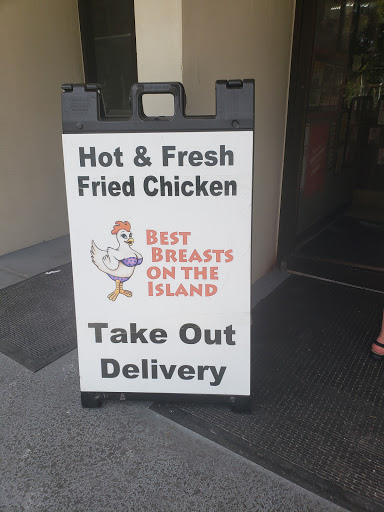 Hot & Fresh
Fried Chicken
BEST
BREASTS
ON THE
ISLAND
Take Out
Delivery